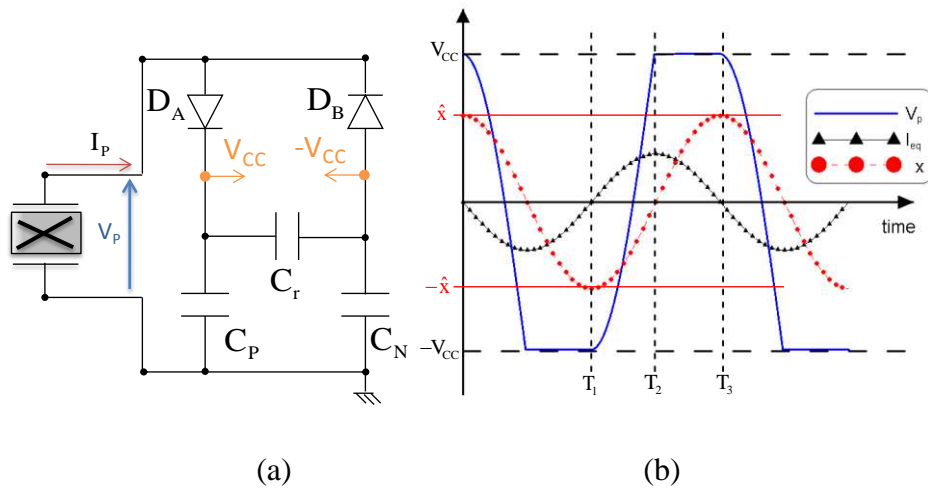 D_A
D_B
V_CC
-V_CC
I_P
V_P
C_r
C_P
C_N
(a)
V_CC
x̂
−x̂
−V_CC
T_1
T_2
T_3
time
V_p
I_eq
x
(b)